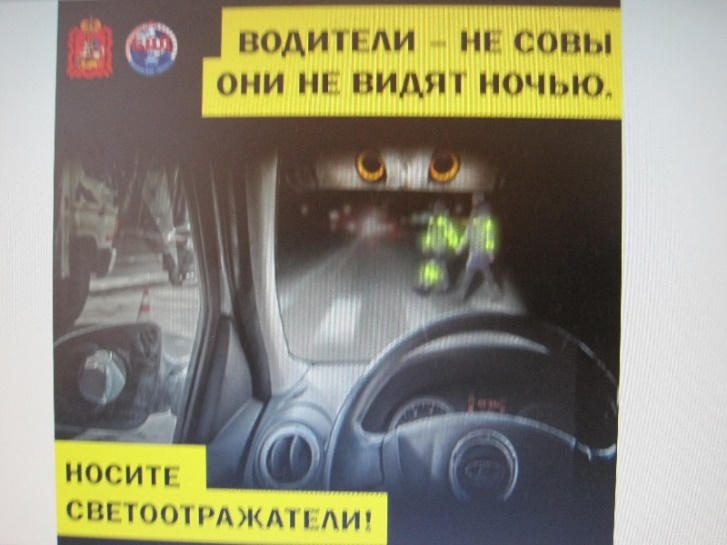 ВОДИТЕЛИ – НЕ СОВЫ
ОНИ НЕ ВИДЯТ НОЧЬЮ.
НОСИТЕ
СВЕТООТРАЖАТЕЛИ!